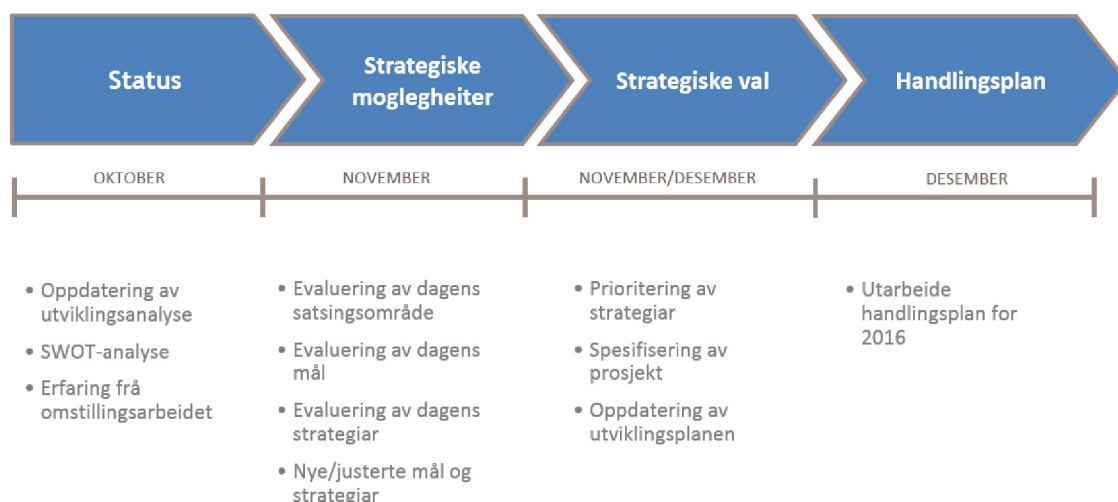 Status
Strategiske
moglegheiter
Strategiske val
Handlingsplan
OKTOBER
NOVEMBER
NOVEMBER/DESEMBER
DESEMBER
• Oppdatering av
utviklingsanalyse
• SWOT-analyse
• Erfaring frå
omstillingsarbeidet
• Evaluering av dagens
satsingsområde
• Evaluering av dagens
mål
• Evaluering av dagens
strategiar
• Nye/justerte mål og
strategiar
• Prioritering av
strategiar
• Spesifisering av
prosjekt
• Oppdatering av
utviklingsplanen
• Utarbeide
handlingsplan for
2016